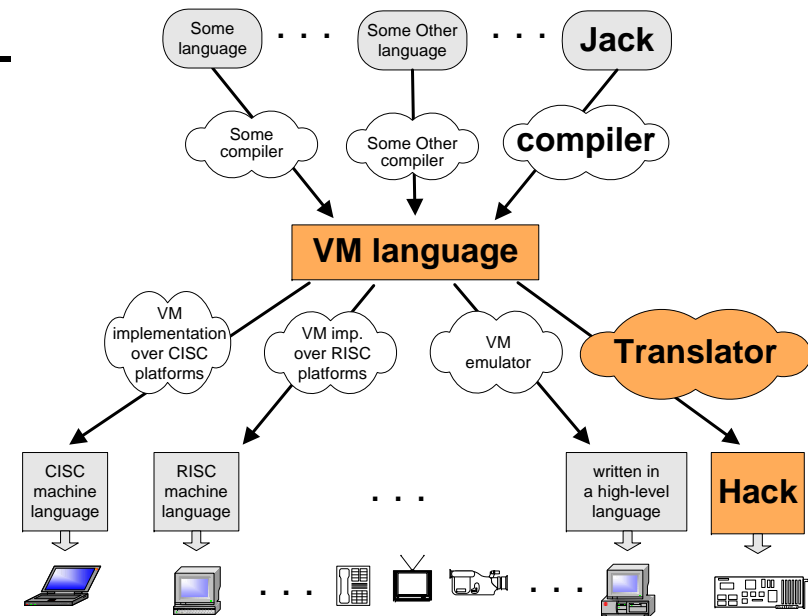 Some
language
. . .
Some Other
language
. . .
Jack
Some
compiler
Some Other
compiler
compiler
VM language
VM
implementation
over CISC
platforms
VM imp.
over RISC
platforms
VM
emulator
Translator
CISC
machine
language
RISC
machine
language
. . .
written in
a high-level
language
Hack
. . .
. . .